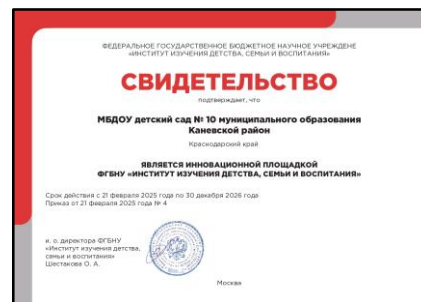 ФЕДЕРАЛЬНОЕ ГОСУДАРСТВЕННОЕ БЮДЖЕТНОЕ НАУЧНОЕ УЧРЕЖДЕНЕ
«ИНСТИТУТ ИЗУЧЕНИЯ ДЕТСТВА, СЕМЬИ И ВОСПИТАНИЯ»
СВИДЕТЕЛЬСТВО
подтверждает, что
МБДОУ детский сад № 10 муниципального образования
Каневской район
Краснодарский край
ЯВЛЯЕТСЯ ИННОВАЦИОННОЙ ПЛОЩАДКОЙ
ФГБНУ «ИНСТИТУТ ИЗУЧЕНИЯ ДЕТСТВА, СЕМЬИ И ВОСПИТАНИЯ»
Срок действия с 21 февраля 2025 года по 30 декабря 2026 года
Приказ от 21 февраля 2025 года № 4
и. о. директора ФГБНУ
«Институт изучения детства,
семьи и воспитания»
Шестакова О. А.
Москва